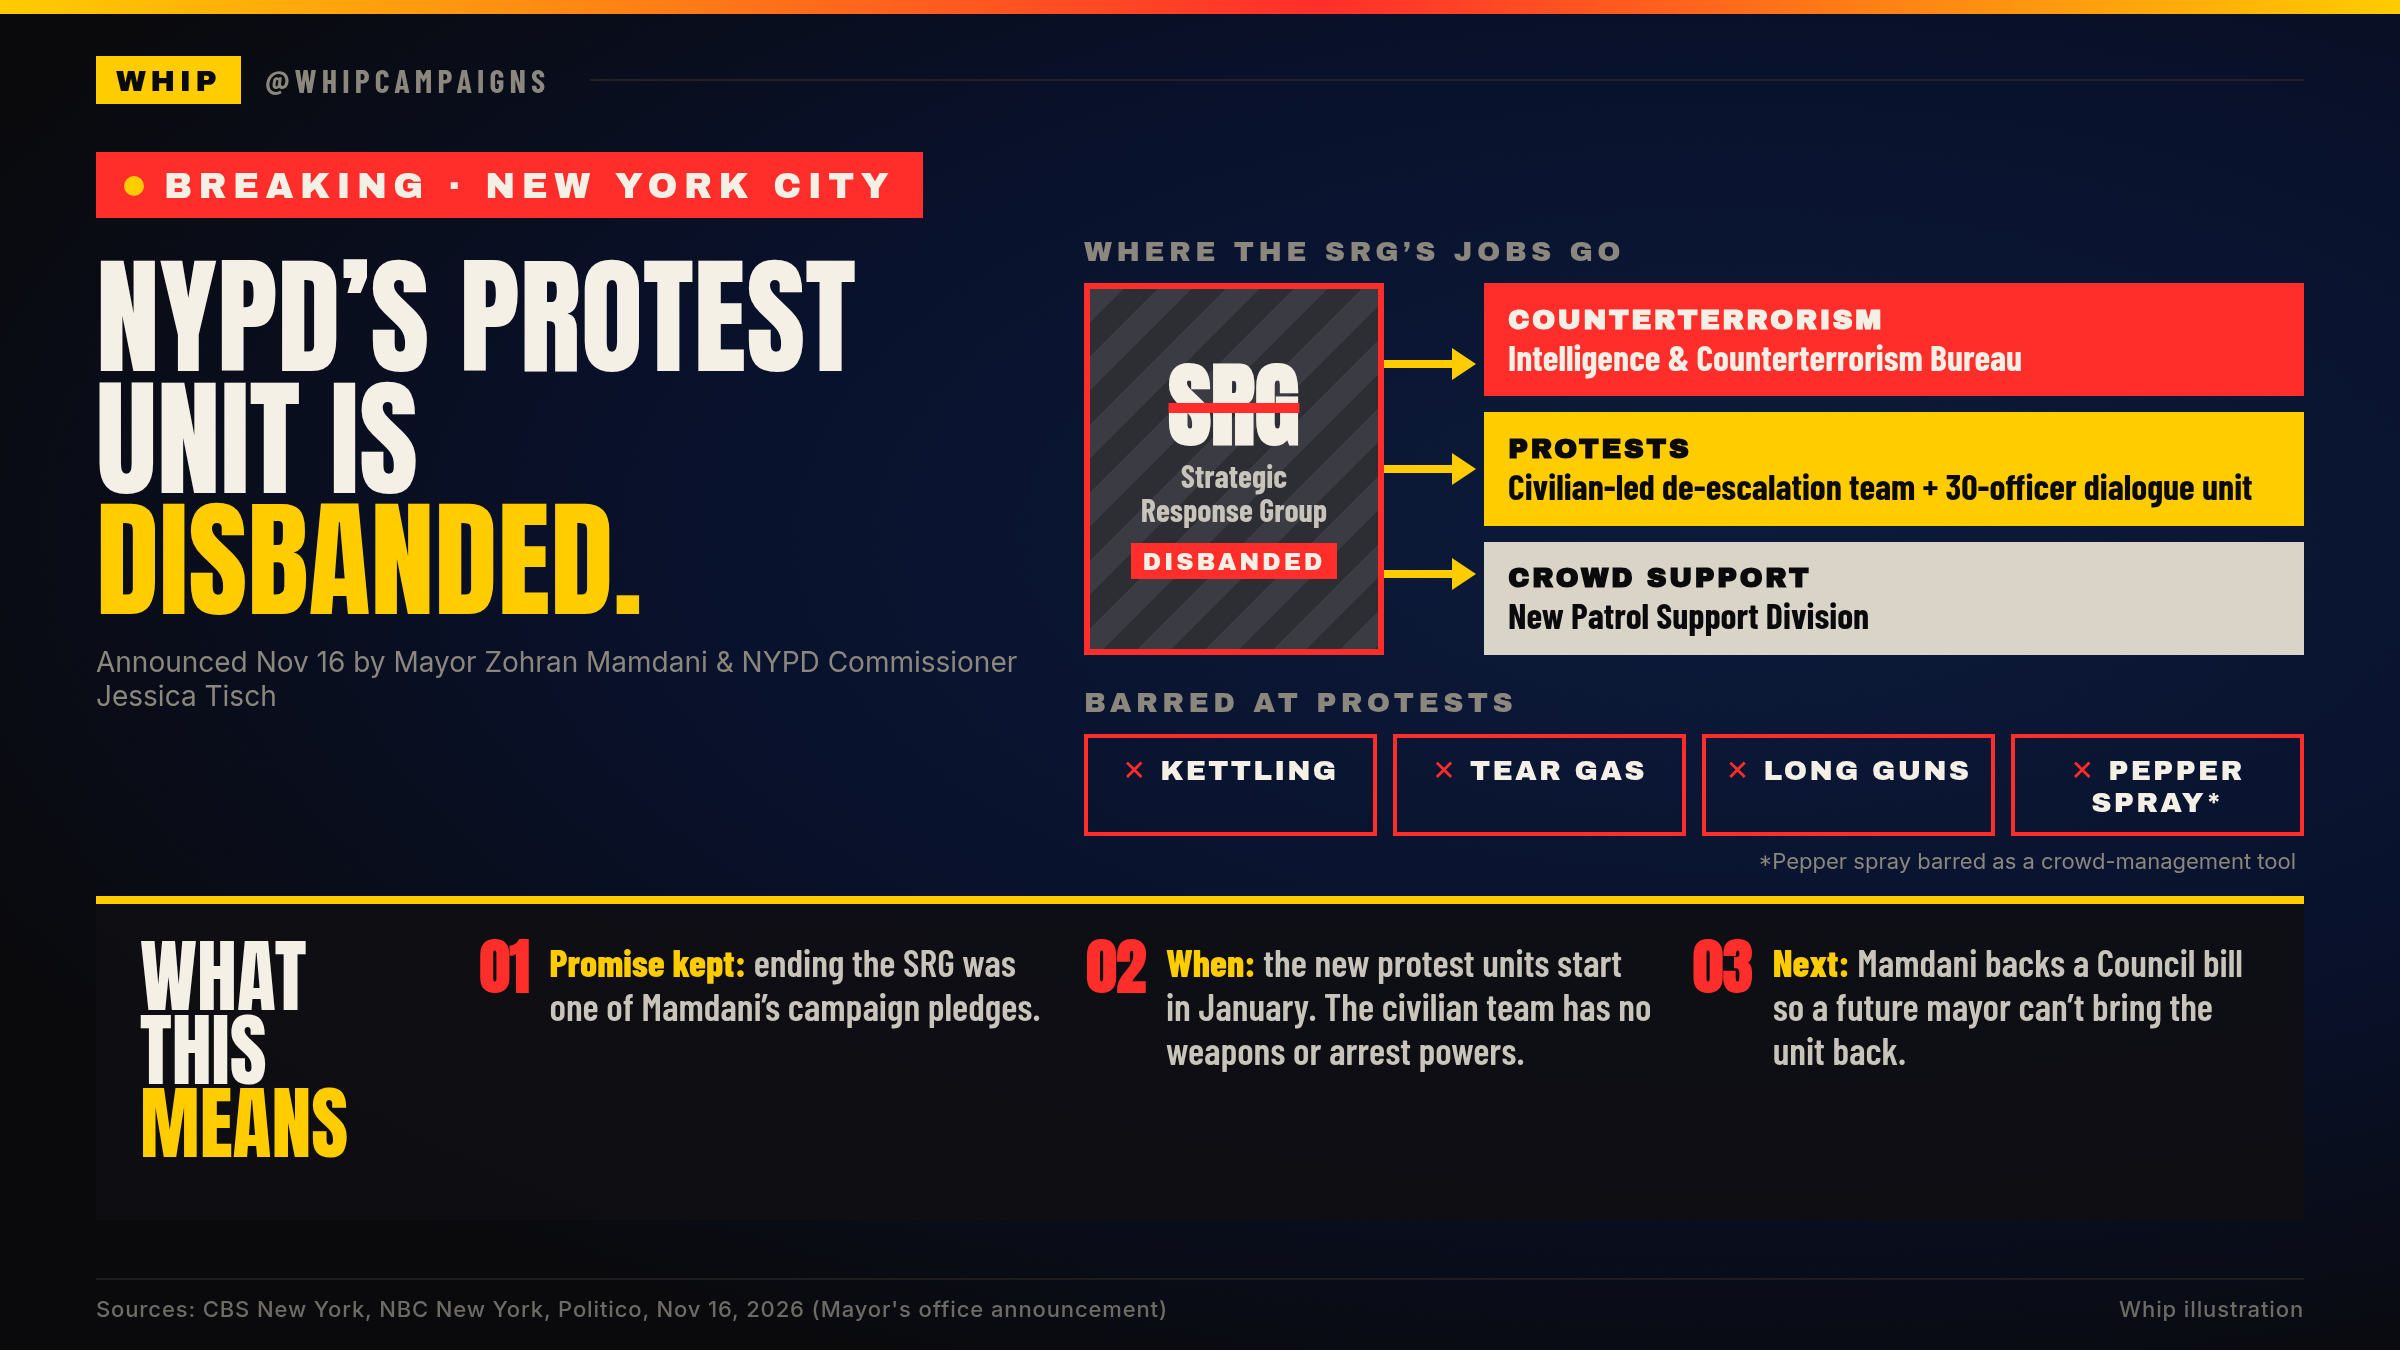 WHIP @WHIPCAMPAIGNS
BREAKING · NEW YORK CITY
NYPD’S PROTEST
UNIT IS
DISBANDED.
Announced Nov 16 by Mayor Zohran Mamdani & NYPD Commissioner
Jessica Tisch
WHERE THE SRG’S JOBS GO
SRG
Strategic
Response Group
DISBANDED
COUNTERTERRORISM
Intelligence & Counterterrorism Bureau
PROTESTS
Civilian-led de-escalation team + 30-officer dialogue unit
CROWD SUPPORT
New Patrol Support Division
BARRED AT PROTESTS
✕ KETTLING
✕ TEAR GAS
✕ LONG GUNS
✕ PEPPER
SPRAY*
*Pepper spray barred as a crowd-management tool
WHAT
THIS
MEANS
01 Promise kept: ending the SRG was
one of Mamdani’s campaign pledges.
02 When: the new protest units start
in January. The civilian team has no
weapons or arrest powers.
03 Next: Mamdani backs a Council bill
so a future mayor can’t bring the
unit back.
Sources: CBS New York, NBC New York, Politico, Nov 16, 2026 (Mayor's office announcement)
Whip illustration